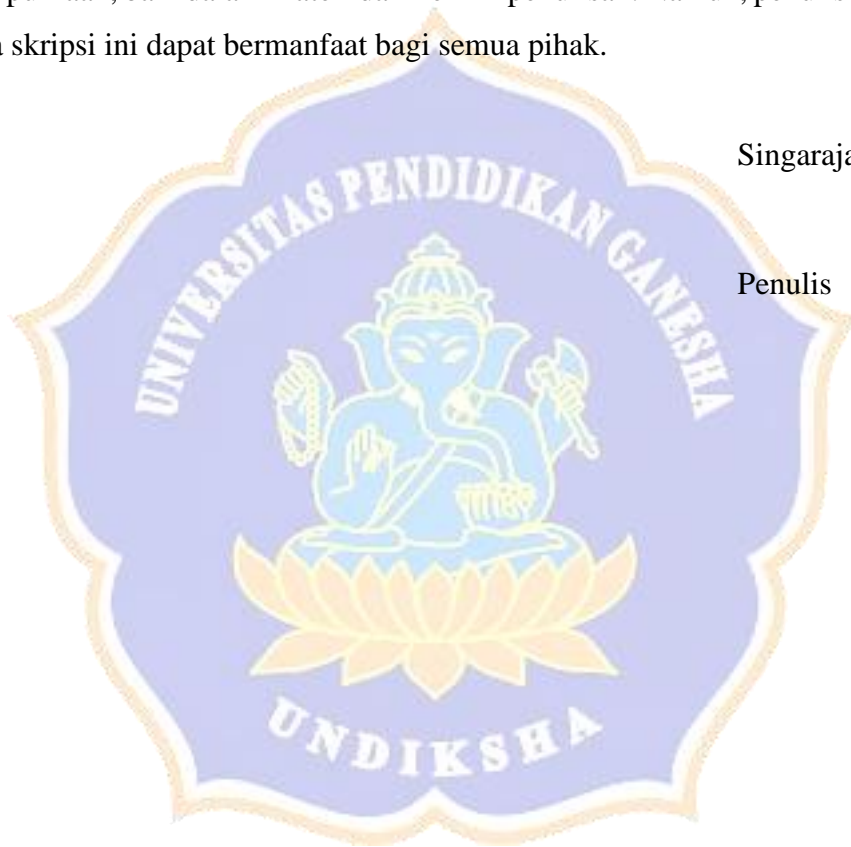 skripsi ini dapat bermanfaat bagi semua pihak.
Singaraja
Penulis
UNIVERSITAS PENDIDIKAN GANESHA
UNDIKSHA